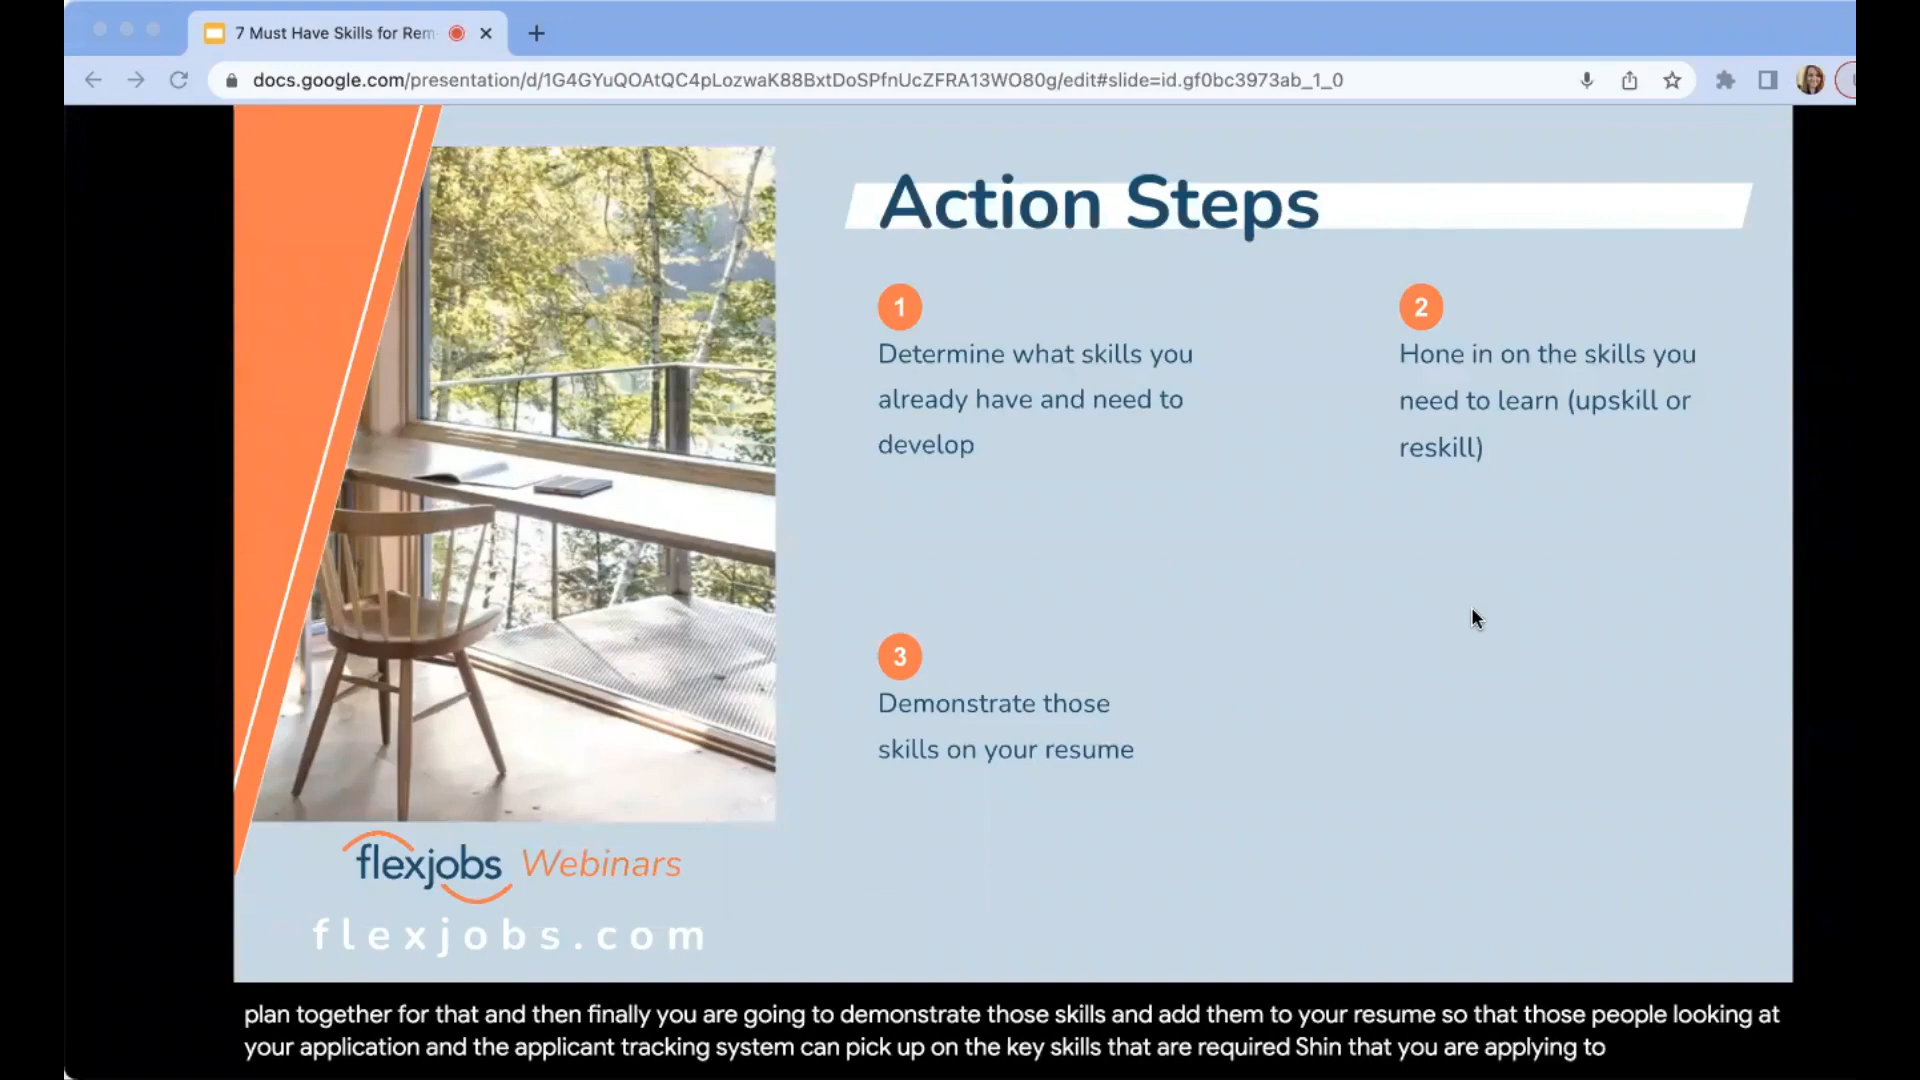 7 Must Have Skills for Rem
docs.google.com/presentation/d/1G4GYuQOAtQC4pLozwaK88BxtDoSPfnUcZFRA13WO80g/edit#slide=id.gf0bc3973ab_1_0
Action Steps
1
Determine what skills you
already have and need to
develop
2
Hone in on the skills you
need to learn (upskill or
reskill)
3
Demonstrate those
skills on your resume
flexjobs Webinars
flexjobs.com
plan together for that and then finally you are going to demonstrate those skills and add them to your resume so that those people looking at
your application and the applicant tracking system can pick up on the key skills that are required Shin that you are applying to